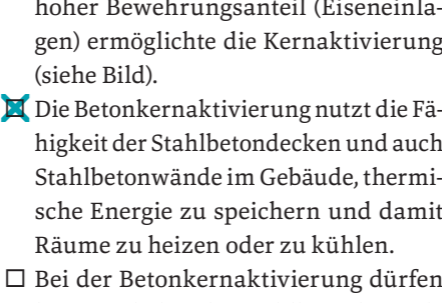 hoher Bewehrungsanteil (Eiseneinla-
gen) ermöglichte die Kernaktivierung
(siehe Bild).
☒ Die Betonkernaktivierung nutzt die Fä-
higkeit der Stahlbetondecken und auch
Stahlbetonwände im Gebäude, thermi-
sche Energie zu speichern und damit
Räume zu heizen oder zu kühlen.
☐ Bei der Betonkernaktivierung dürfen